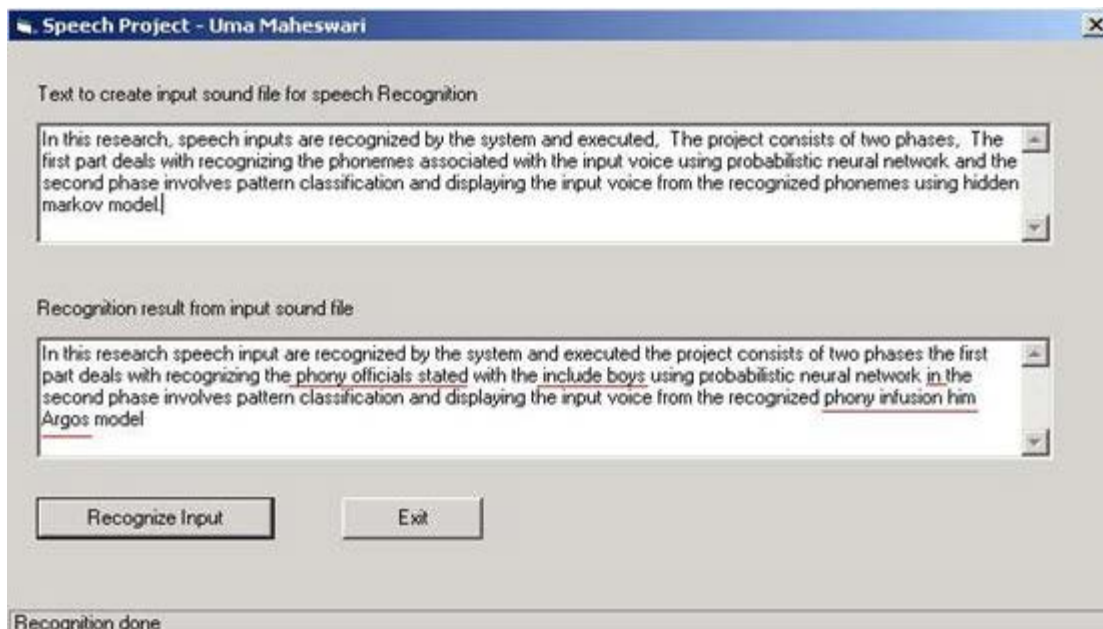 Speech Project - Uma Maheswari
Text to create input sound file for speech Recognition
In this research, speech inputs are recognized by the system and executed, The project consists of two phases, The
first part deals with recognizing the phonemes associated with the input voice using probabilistic neural network and the
second phase involves pattern classification and displaying the input voice from the recognized phonemes using hidden
markov model.
Recognition result from input sound file
In this research speech input are recognized by the system and executed the project consists of two phases the first
part deals with recognizing the phony officials stated with the include boys using probabilistic neural network in the
second phase involves pattern classification and displaying the input voice from the recognized phony infusion him
Argos model
Recognize Input
Exit
Recognition done